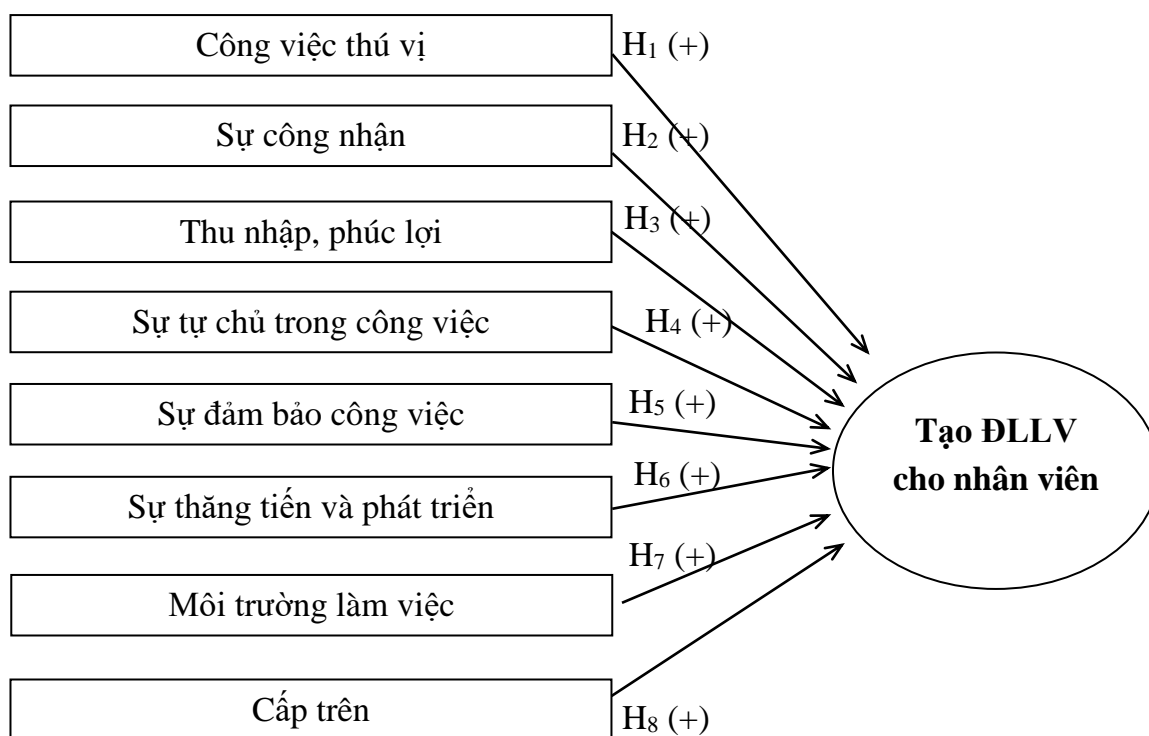 Công việc thú vị
H₁ (+)
Sự công nhận
H₂ (+)
Thu nhập, phúc lợi
H₃ (+)
Sự tự chủ trong công việc
H₄ (+)
Sự đảm bảo công việc
H₅ (+)
Sự thăng tiến và phát triển
H₆ (+)
Môi trường làm việc
H₇ (+)
Cấp trên
H₈ (+)
Tạo ĐLLV
cho nhân viên